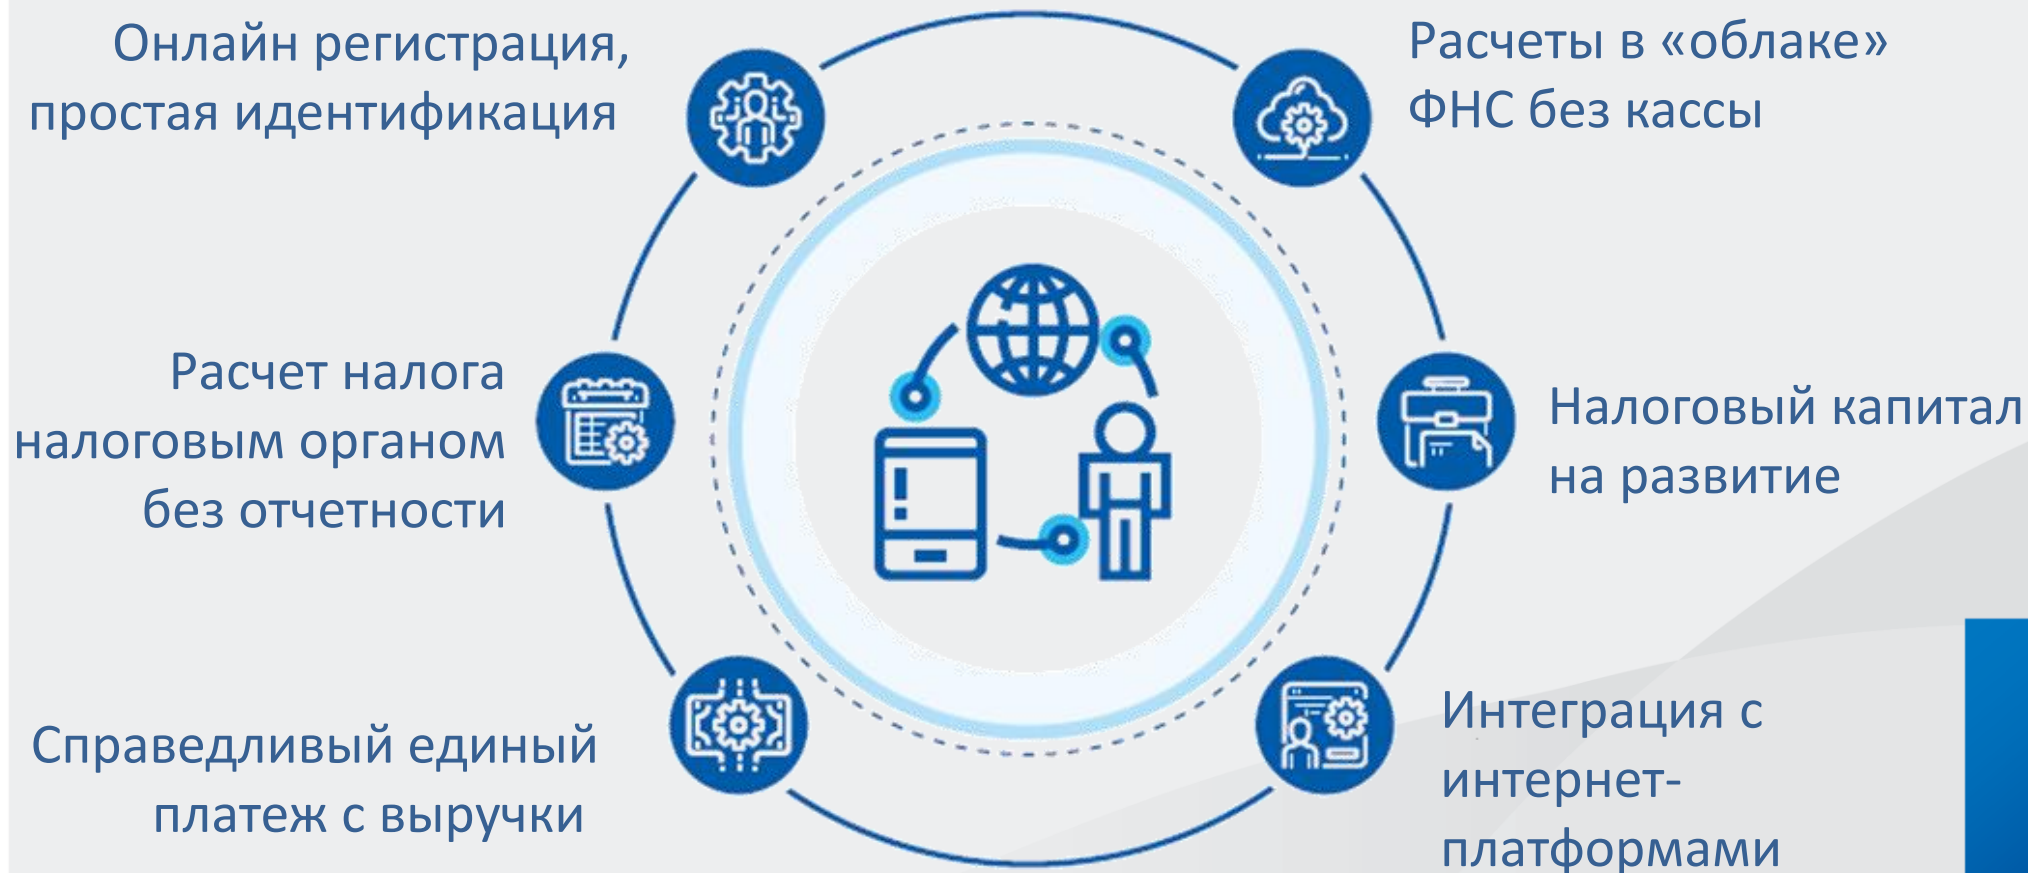 Онлайн регистрация,
простая идентификация
Расчеты в «облаке»
ФНС без кассы
Расчет налога
налоговым органом
без отчетности
Налоговый капитал
на развитие
Справедливый единый
платеж с выручки
Интеграция с
интернет-
платформами